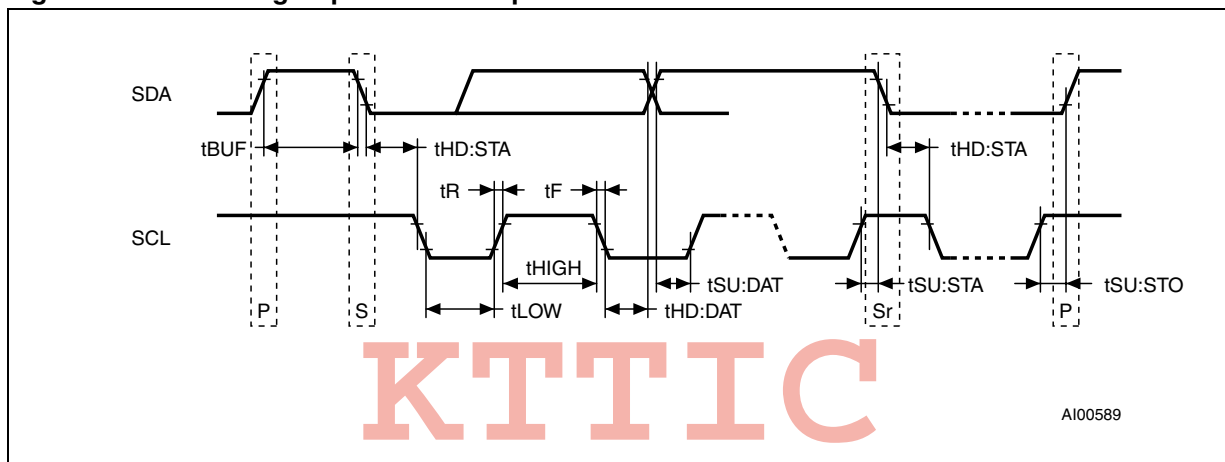 SDA
tBUF
tHD:STA
tHD:STA
tR
tF
SCL
tHIGH
tSU:DAT
tSU:STA
tSU:STO
P
S
tLOW
tHD:DAT
Sr
P
KTTIC
AI00589